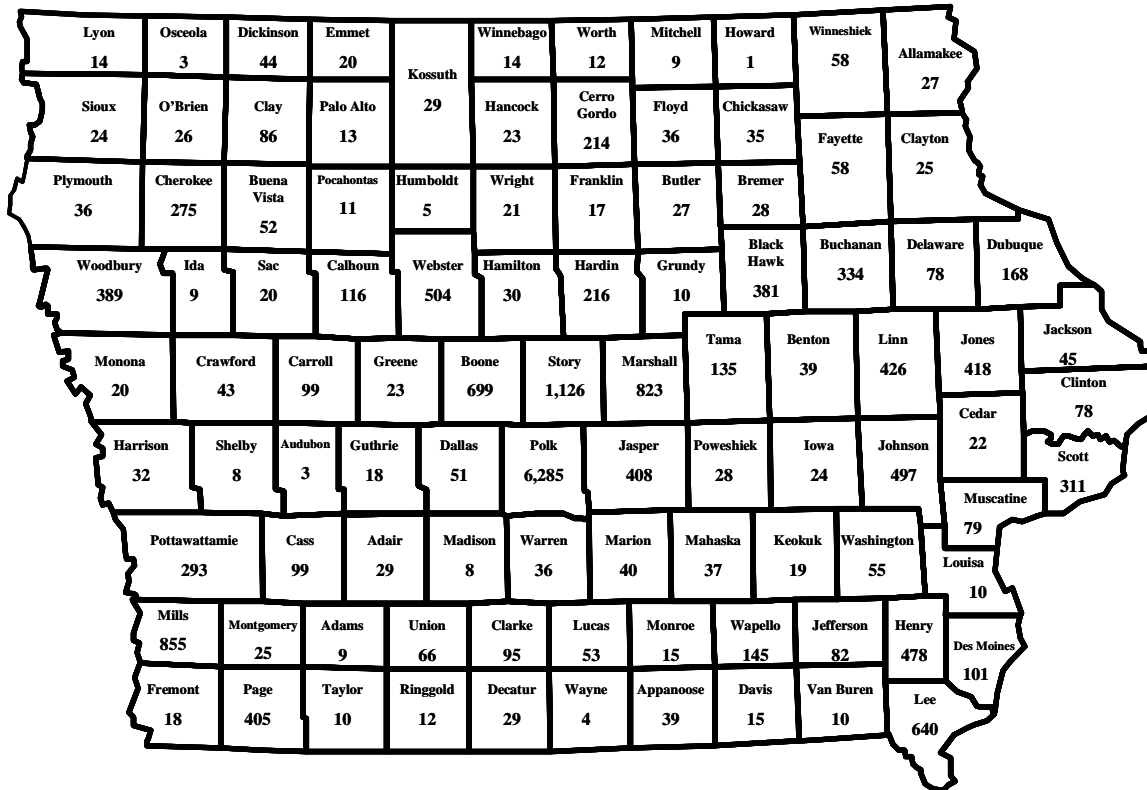 Lyon
14
Osceola
3
Dickinson
44
Emmet
20
Kossuth
29
Winnebago
14
Worth
12
Mitchell
9
Howard
1
Winneshiek
58
Allamakee
27
Sioux
24
O'Brien
26
Clay
86
Palo Alto
13
Hancock
23
Cerro
Gordo
214
Floyd
36
Chickasaw
35
Fayette
58
Clayton
25
Plymouth
36
Cherokee
275
Buena
Vista
52
Pocahontas
11
Humboldt
5
Wright
21
Franklin
17
Butler
27
Bremer
28
Woodbury
389
Ida
9
Sac
20
Calhoun
116
Webster
504
Hamilton
30
Hardin
216
Grundy
10
Black
Hawk
381
Buchanan
334
Delaware
78
Dubuque
168
Monona
20
Crawford
43
Carroll
99
Greene
23
Boone
699
Story
1,126
Marshall
823
Tama
135
Benton
39
Linn
426
Jones
418
Jackson
45
Clinton
78
Cedar
22
Scott
311
Harrison
32
Shelby
8
Audubon
3
Guthrie
18
Dallas
51
Polk
6,285
Jasper
408
Poweshiek
28
Iowa
24
Johnson
497
Muscatine
79
Pottawattamie
293
Cass
99
Adair
29
Madison
8
Warren
36
Marion
40
Mahaska
37
Keokuk
19
Washington
55
Louisa
10
Mills
855
Montgomery
25
Adams
9
Union
66
Clarke
95
Lucas
53
Monroe
15
Wapello
145
Jefferson
82
Henry
478
Des Moines
101
Fremont
18
Page
405
Taylor
10
Ringgold
12
Decatur
29
Wayne
4
Appanoose
39
Davis
15
Van Buren
10
Lee
640